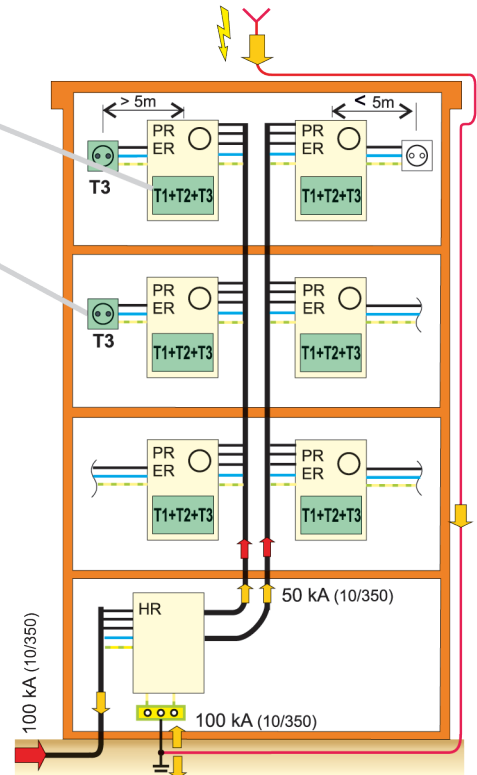 > 5m
< 5m
PR
ER
T1+T2+T3
T3
PR
ER
T1+T2+T3
PR
ER
T1+T2+T3
T3
PR
ER
T1+T2+T3
PR
ER
T1+T2+T3
PR
ER
T1+T2+T3
50 kA (10/350)
HR
100 kA (10/350)
100 kA (10/350)